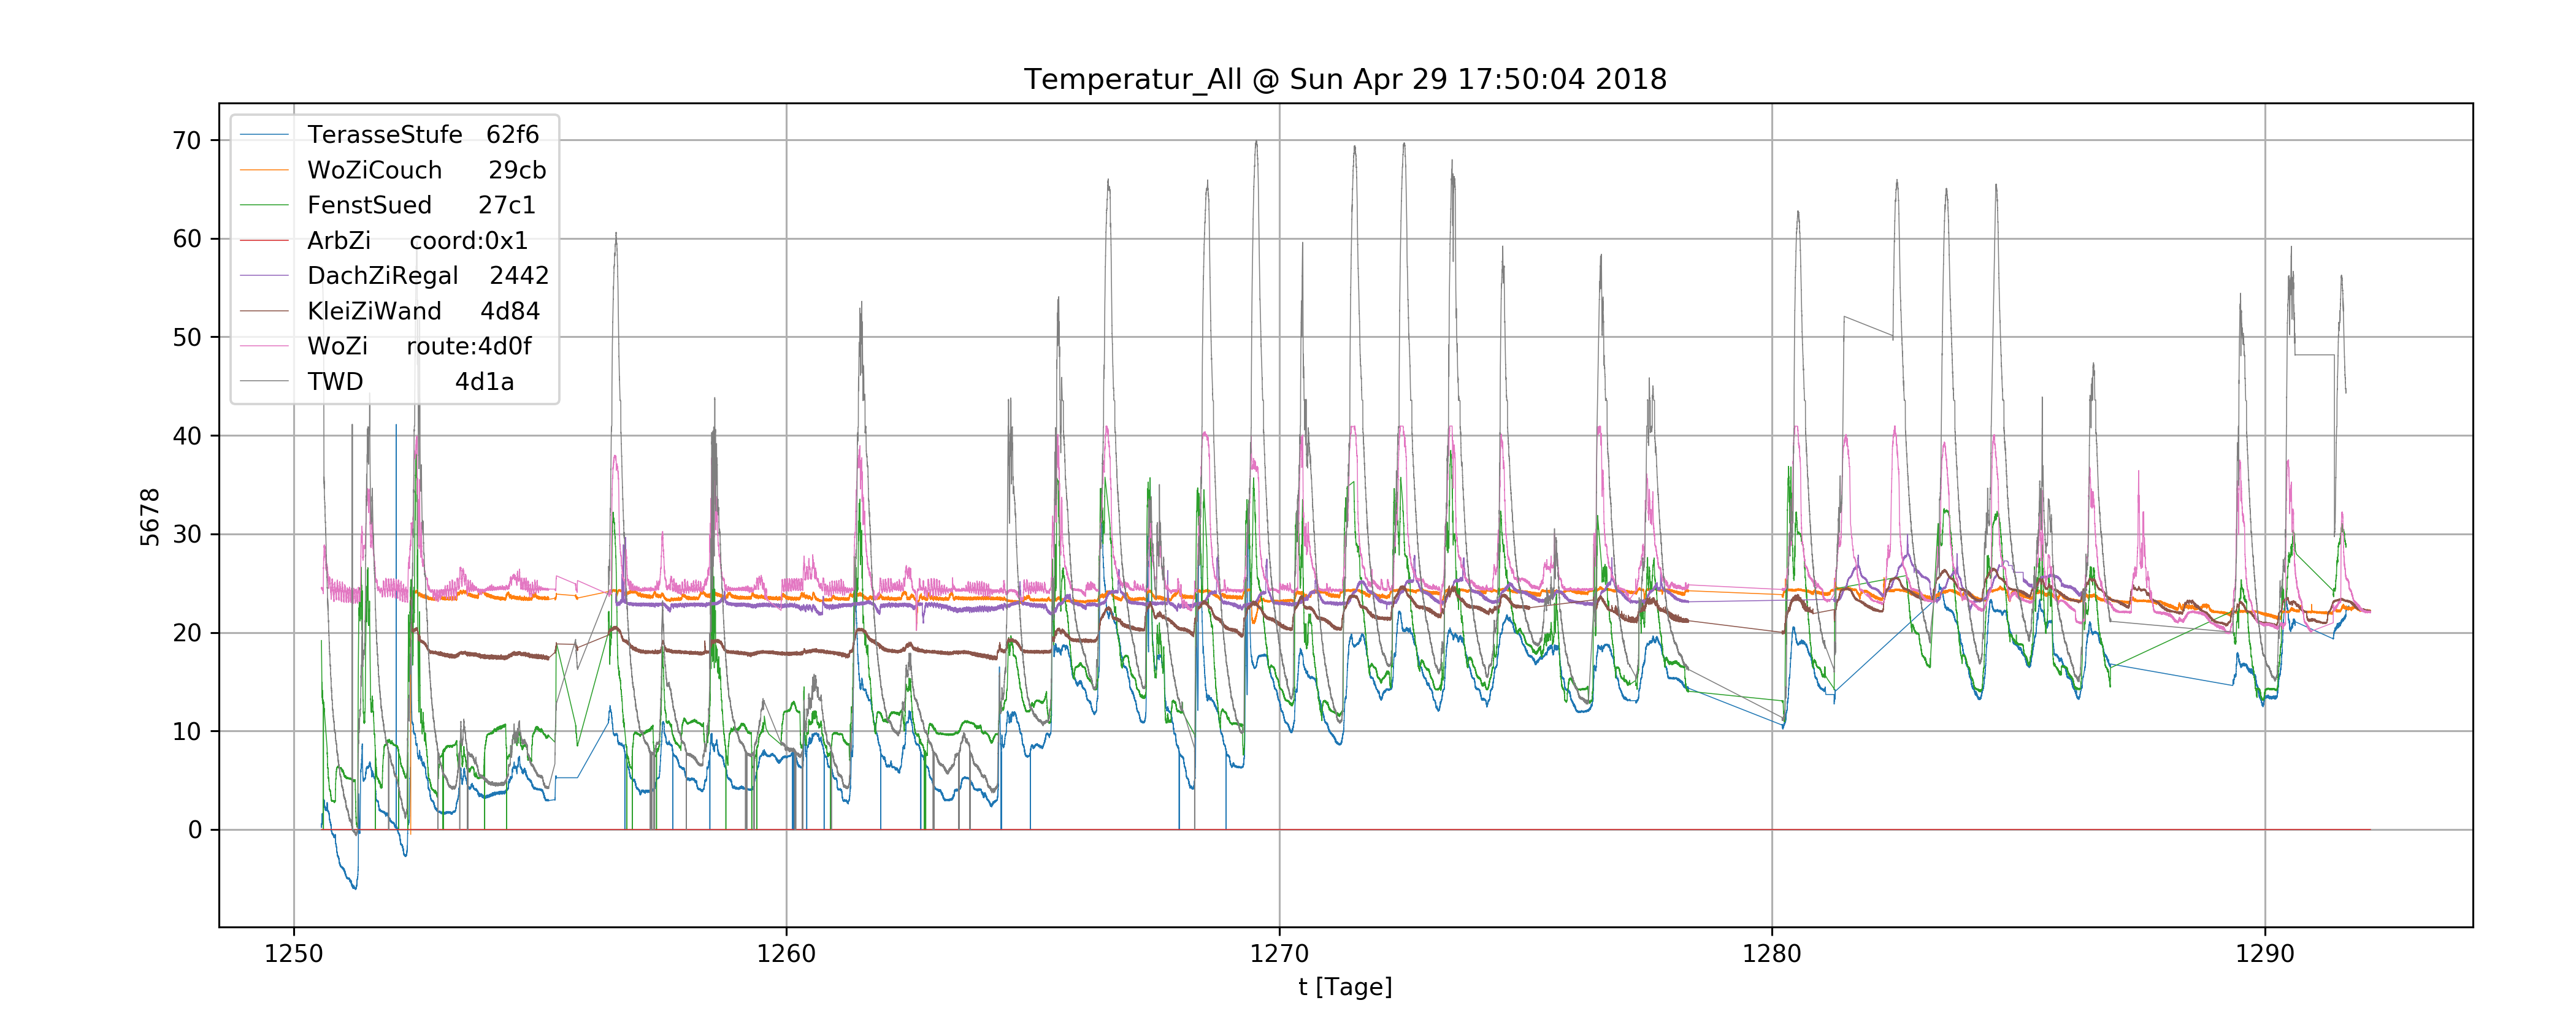 Temperatur_All @ Sun Apr 29 17:50:04 2018
TerasseStufe 62f6
WoZiCouch 29cb
FenstSued 27c1
ArbZi coord:0x1
DachZiRegal 2442
KleiZiWand 4d84
WoZi route:4d0f
TWD 4d1a
70
60
50
40
30
20
10
0
5678
1250 1260 1270 1280 1290
t [Tage]